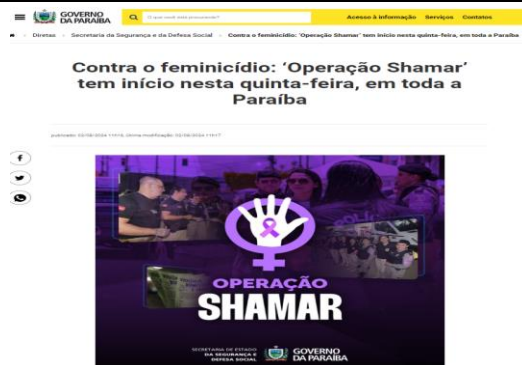 GOVERNO
DA PARAÍBA
O que você está procurando?
Acesso à informação Serviços Contatos
Diretas > Secretaria da Segurança e da Defesa Social > Contra o feminicídio: 'Operação Shamar' tem início nesta quinta-feira, em toda a Paraíba
Contra o feminicídio: 'Operação Shamar'
tem início nesta quinta-feira, em toda a
Paraíba
OPERAÇÃO
SHAMAR
SECRETARIA DE ESTADO
DA SEGURANÇA E
DEFESA SOCIAL
GOVERNO
DA PARAÍBA